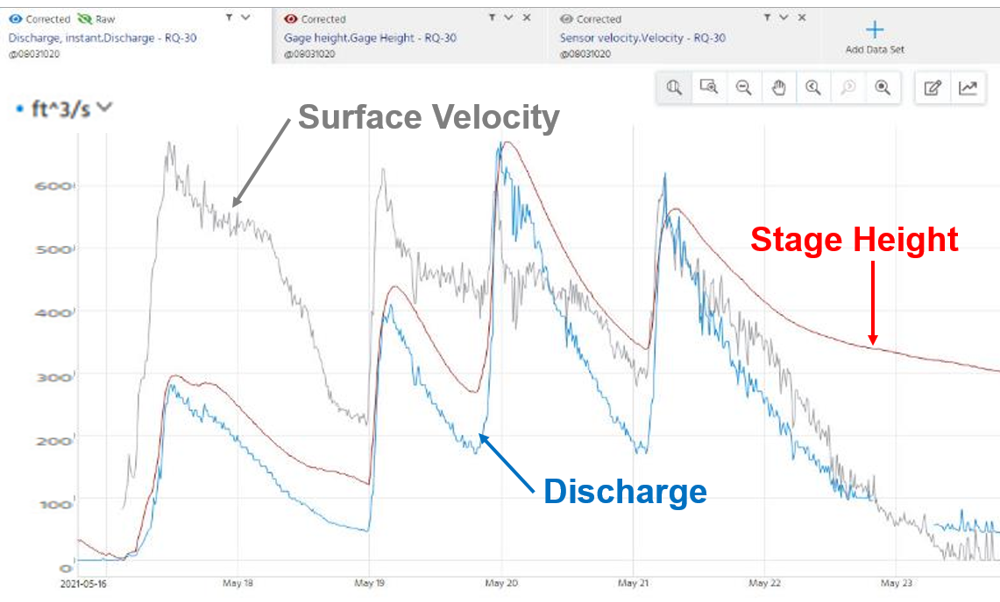 Corrected Raw
Discharge, instant.Discharge - RQ-30
@08031020
Corrected
Gage height.Gage Height - RQ-30
@08031020
Corrected
Sensor velocity.Velocity - RQ-30
@08031020
Add Data Set
ft^3/s
Surface Velocity
Stage Height
Discharge
600
500
400
300
200
100
0
2021-05-16
May 18
May 19
May 20
May 21
May 22
May 23